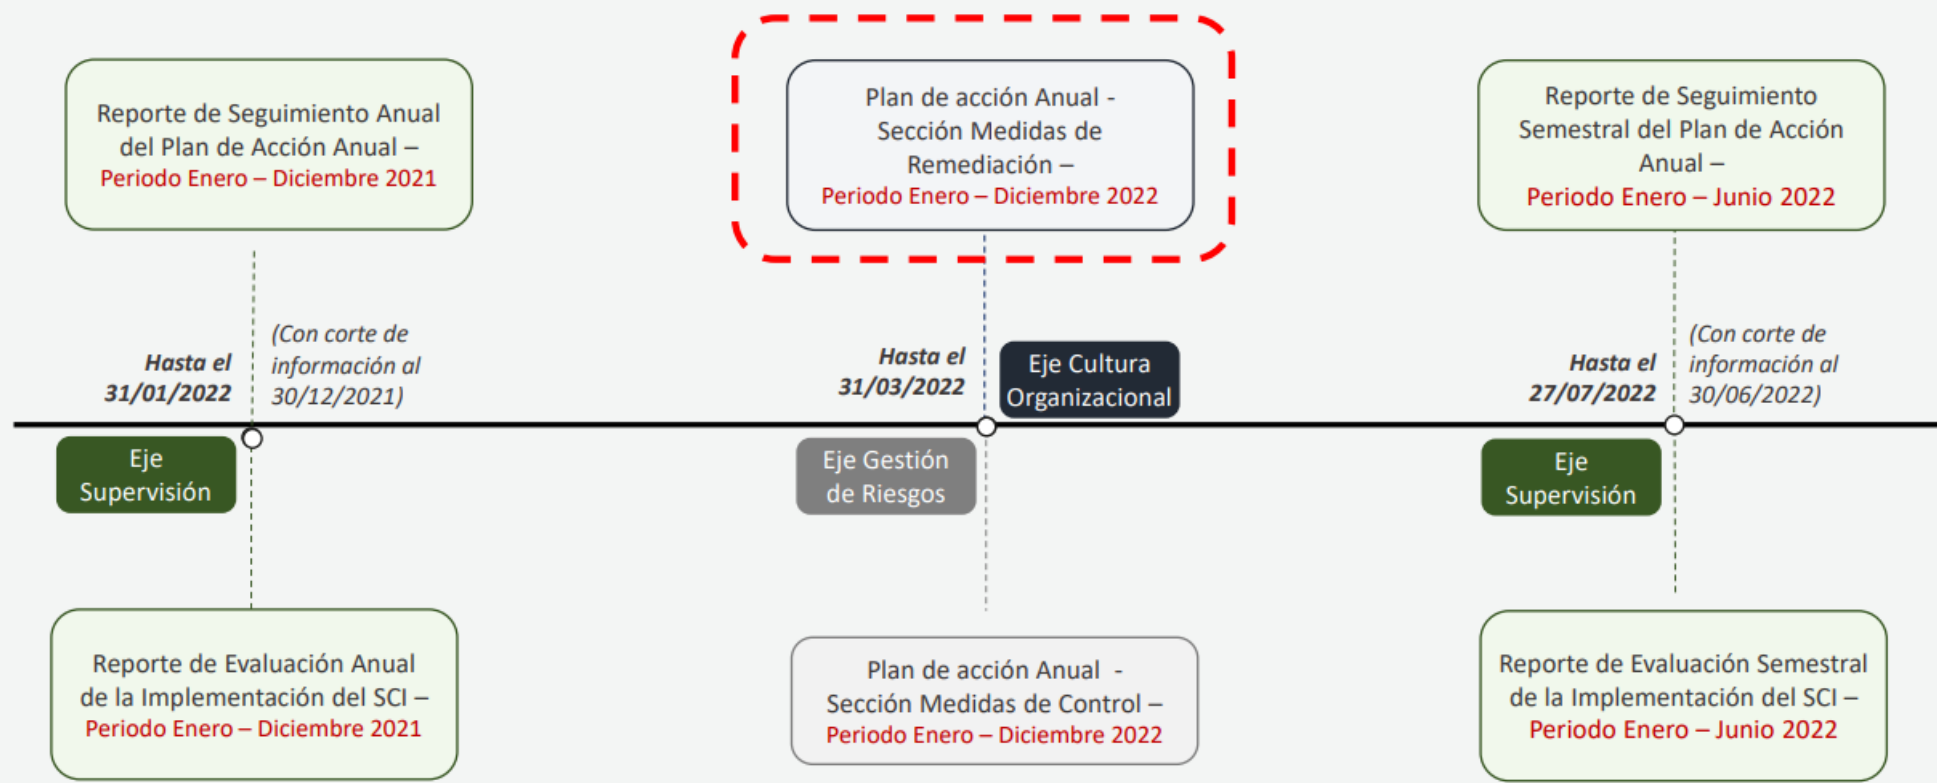 Reporte de Seguimiento Anual
del Plan de Acción Anual –
Periodo Enero – Diciembre 2021
Plan de acción Anual -
Sección Medidas de
Remediación –
Periodo Enero – Diciembre 2022
Reporte de Seguimiento
Semestral del Plan de Acción
Anual –
Periodo Enero – Junio 2022
Hasta el
31/01/2022
(Con corte de
información al
30/12/2021)
Hasta el
31/03/2022
Eje Cultura
Organizacional
Hasta el
27/07/2022
(Con corte de
información al
30/06/2022)
Eje
Supervisión
Eje Gestión
de Riesgos
Eje
Supervisión
Reporte de Evaluación Anual
de la Implementación del SCI –
Periodo Enero – Diciembre 2021
Plan de acción Anual -
Sección Medidas de Control –
Periodo Enero – Diciembre 2022
Reporte de Evaluación Semestral
de la Implementación del SCI –
Periodo Enero – Junio 2022